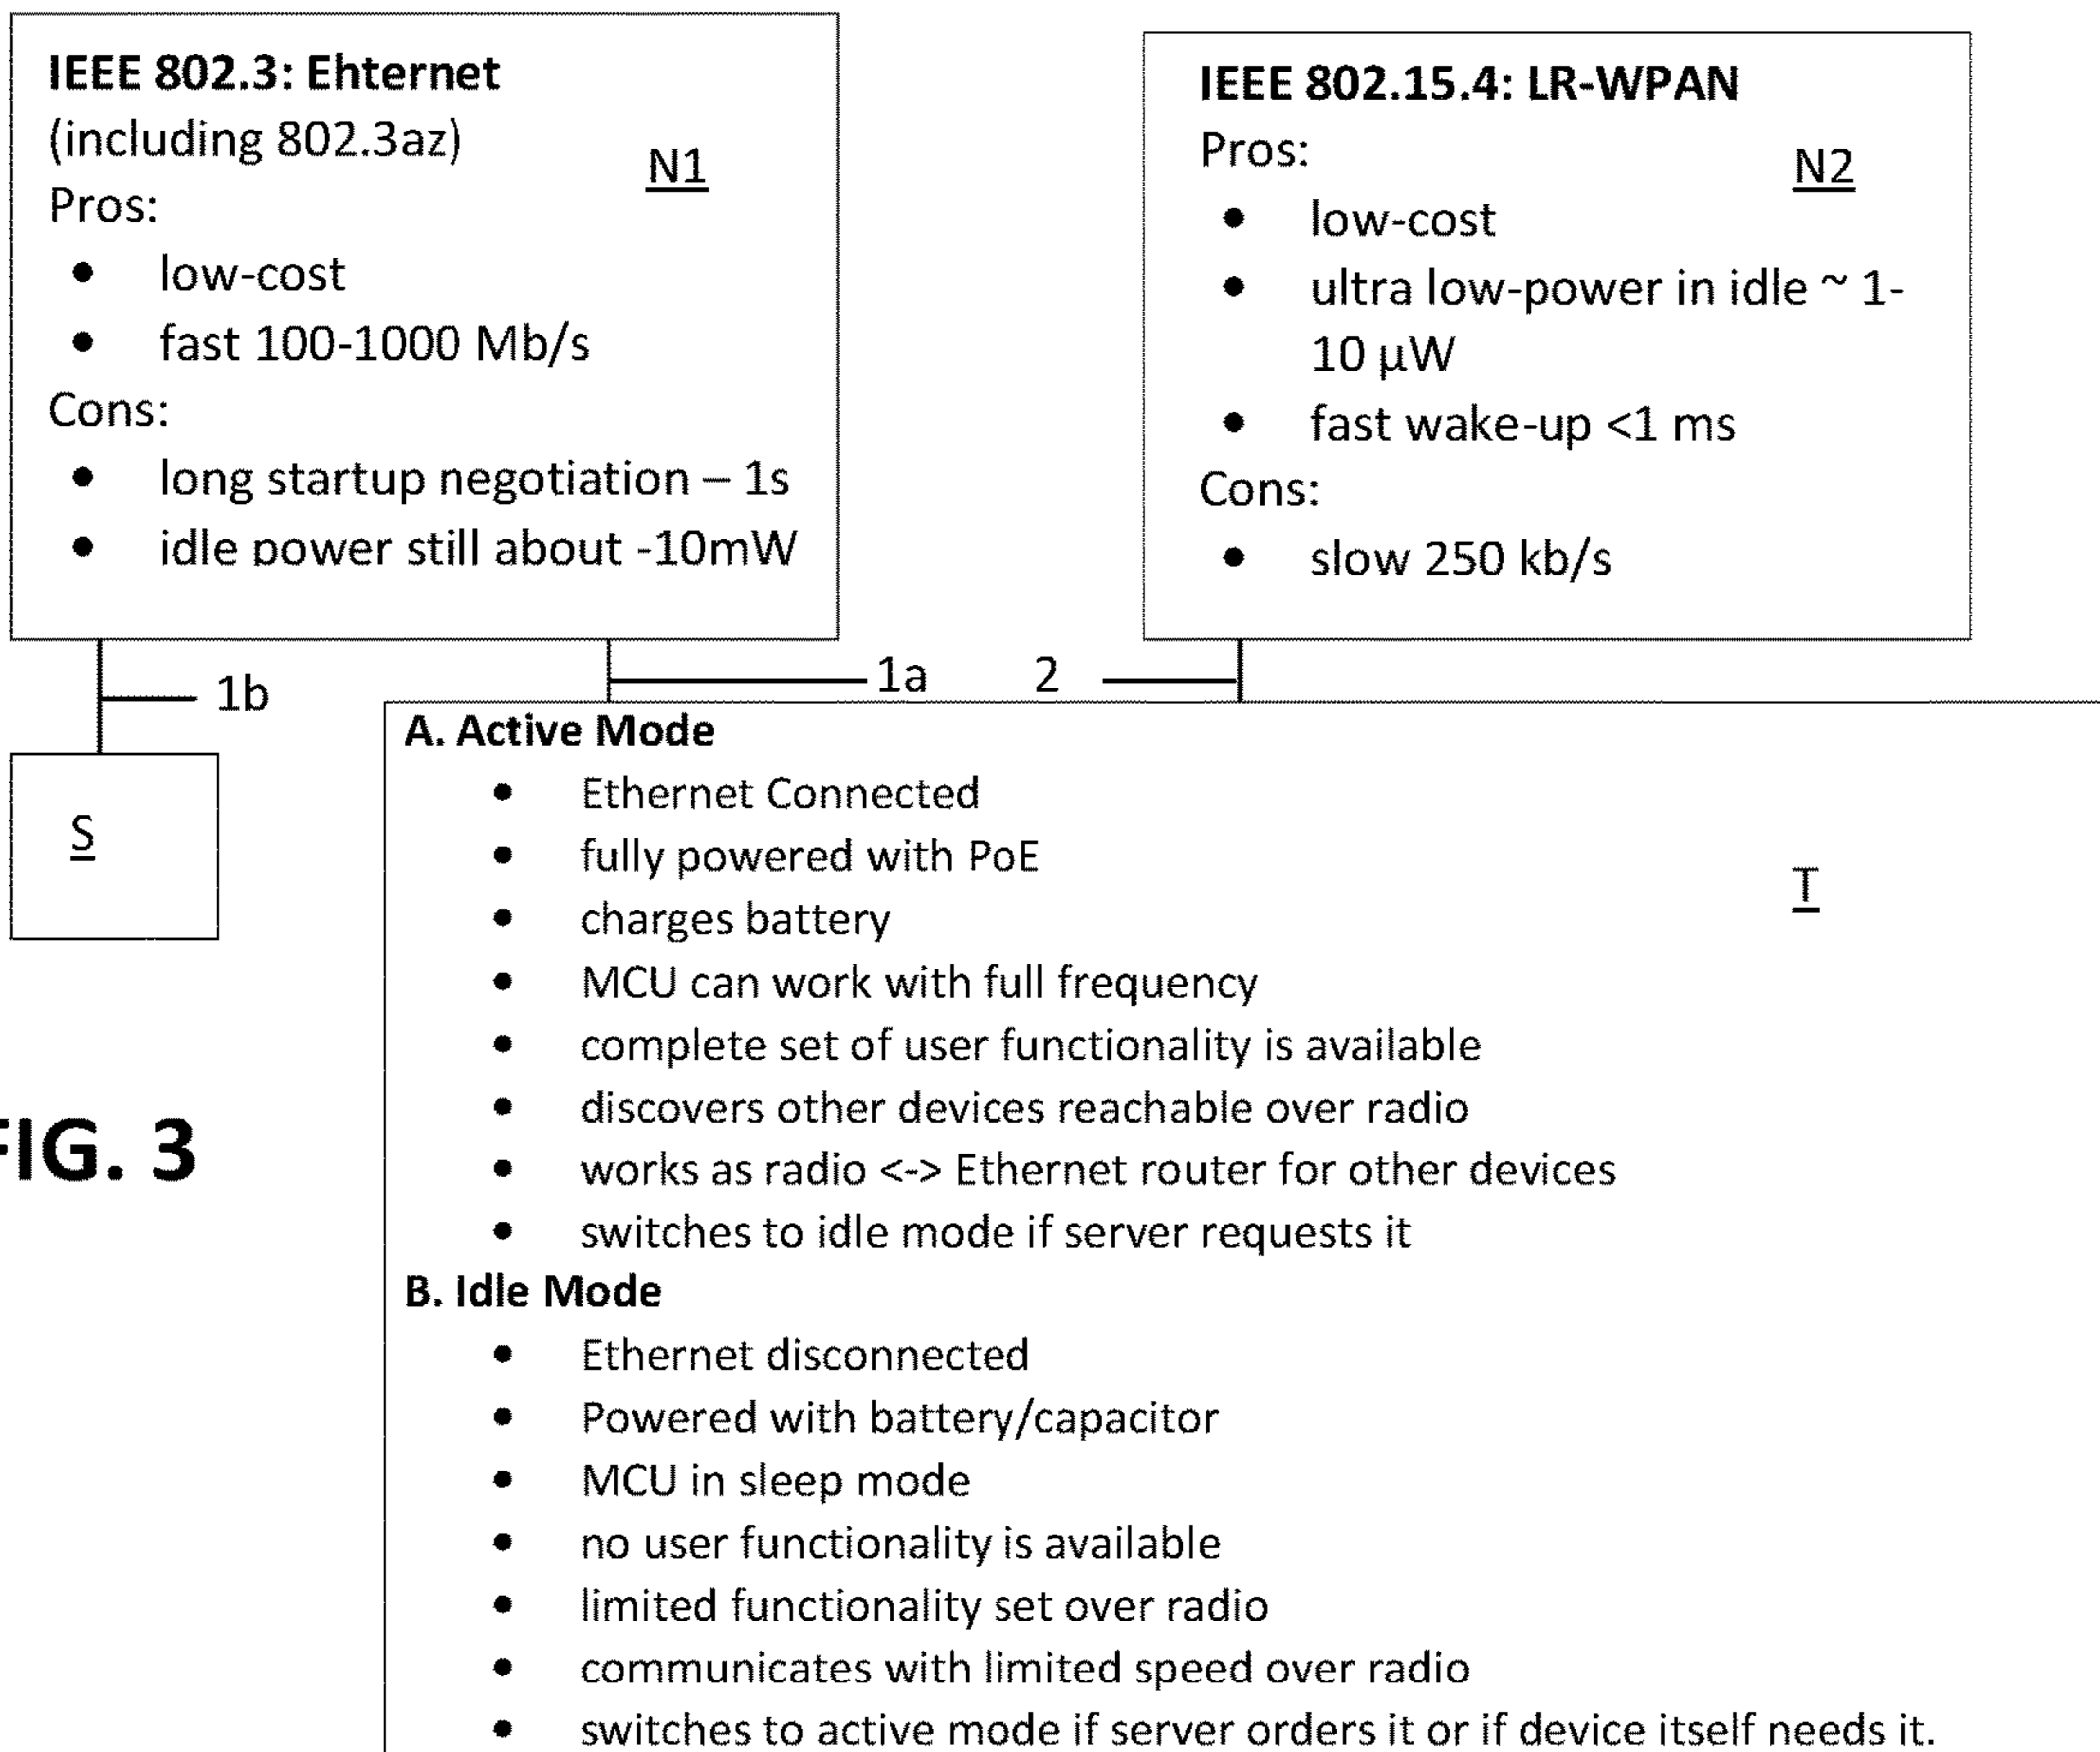 IEEE 802.3: Ehternet
(including 802.3az)
N1
Pros:
• low-cost
• fast 100-1000 Mb/s
Cons:
• long startup negotiation – 1s
• idle power still about -10mW
IEEE 802.15.4: LR-WPAN
Pros:
N2
• low-cost
• ultra low-power in idle ~ 1-
10 µW
• fast wake-up <1 ms
Cons:
• slow 250 kb/s
1b
1a
2
S
A. Active Mode
• Ethernet Connected
• fully powered with PoE
T
• charges battery
• MCU can work with full frequency
• complete set of user functionality is available
• discovers other devices reachable over radio
• works as radio <-> Ethernet router for other devices
• switches to idle mode if server requests it
B. Idle Mode
• Ethernet disconnected
• Powered with battery/capacitor
• MCU in sleep mode
• no user functionality is available
• limited functionality set over radio
• communicates with limited speed over radio
• switches to active mode if server orders it or if device itself needs it.
FIG. 3